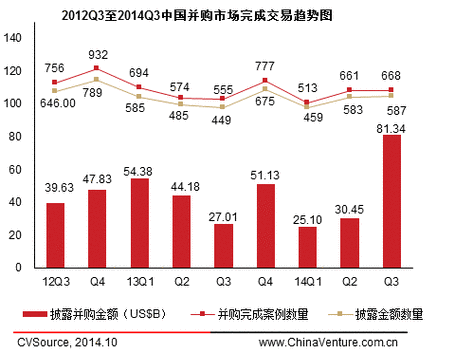 2012Q3至2014Q3中国并购市场完成交易趋势图
140
120
100
80
60
40
20
0
756 932 694 574 555 777 513 661 668
646.00 789 585 485 449 675 459 583 587
39.63 47.83 54.38 44.18 27.01 51.13 25.10 30.45 81.34
12Q3 Q4 13Q1 Q2 Q3 Q4 14Q1 Q2 Q3
披露并购金额（US$B） 并购完成案例数量 披露金额数量
CVSource, 2014.10 www.ChinaVenture.com.cn